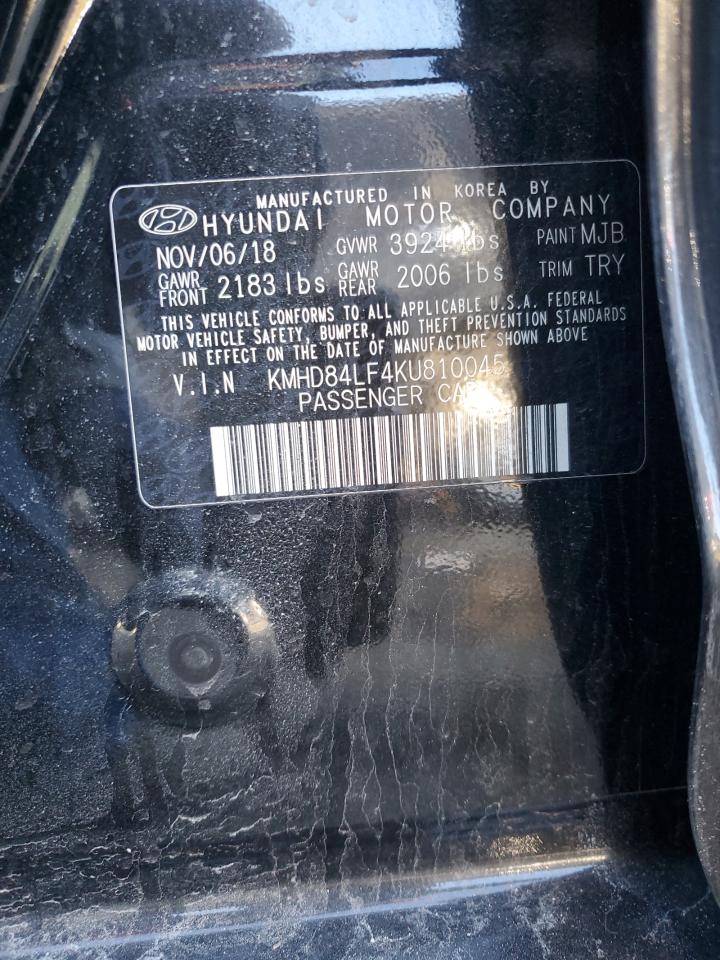 MANUFACTURED IN KOREA BY
HYUNDAI MOTOR COMPANY
NOV/06/18 GVWR 3924 lbs PAINT MJB
GAWR FRONT 2183 lbs GAWR REAR 2006 lbs TRIM TRY
THIS VEHICLE CONFORMS TO ALL APPLICABLE U.S.A. FEDERAL
MOTOR VEHICLE SAFETY, BUMPER, AND THEFT PREVENTION STANDARDS
IN EFFECT ON THE DATE OF MANUFACTURE SHOWN ABOVE
V.I.N KMHD84LF4KU810045
PASSENGER CAR